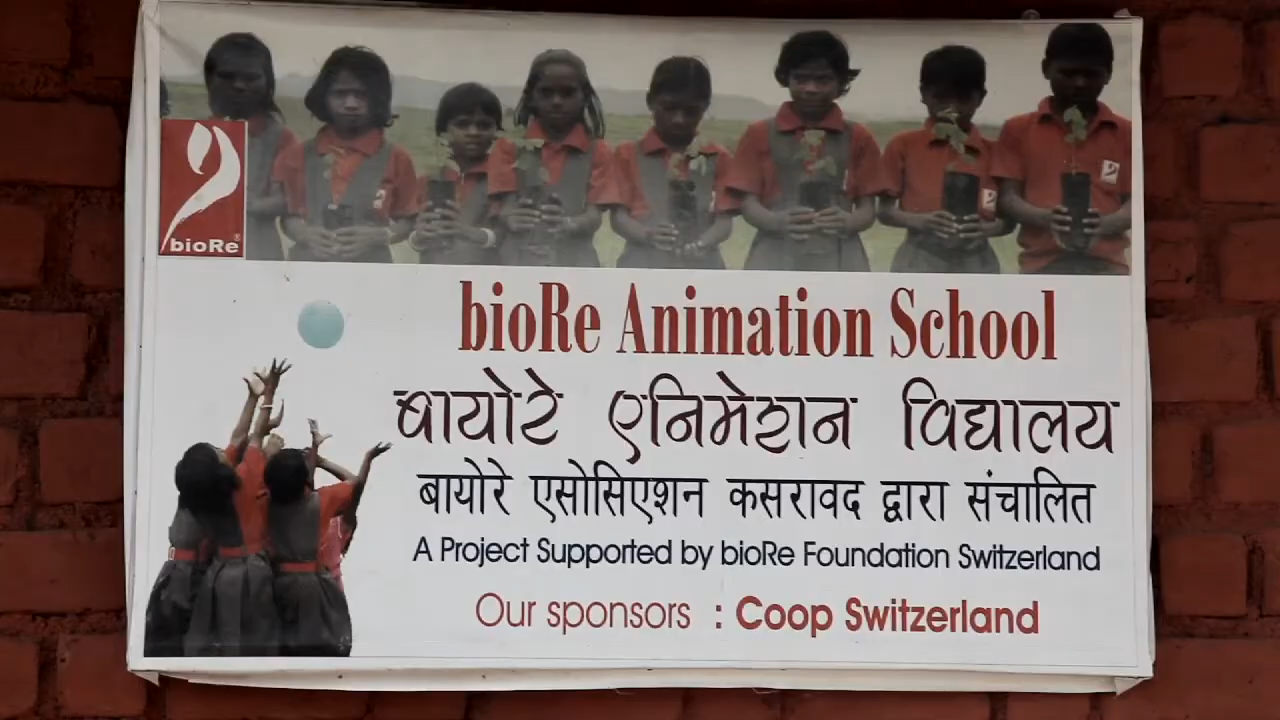 bioRe®
bioRe Animation School
बायोरे एनिमेशन विद्यालय
बायोरे एसोसिएशन कसरावद द्वारा संचालित
A Project Supported by bioRe Foundation Switzerland
Our sponsors : Coop Switzerland